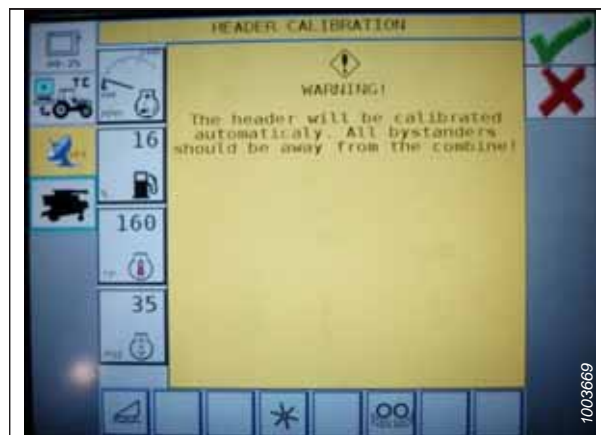 HEADER CALIBRATION
WARNING!
The header will be calibrated
automaticaly. All bystanders
should be away from the combine!
TC
16
160
35
1003669